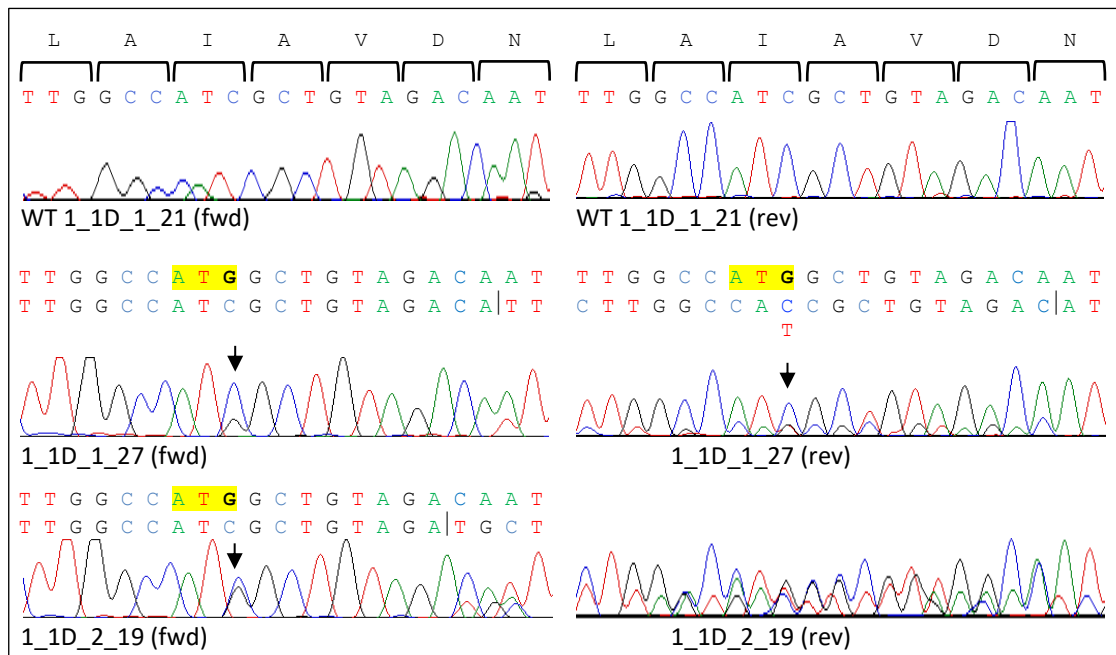 L A I A V D N
T T G G C C A T C G C T G T A G A C A A T
WT 1_1D_1_21 (fwd)
T T G G C C A T G G C T G T A G A C A A T
T T G G C C A T C G C T G T A G A C A|T T
1_1D_1_27 (fwd)
T T G G C C A T G G C T G T A G A C A A T
T T G G C C A T C G C T G T A G A|T G C T
1_1D_2_19 (fwd)
L A I A V D N
T T G G C C A T C G C T G T A G A C A A T
WT 1_1D_1_21 (rev)
T T G G C C A T G G C T G T A G A C A A T
C T T G G C C A C C G C T G T A G A C|A T
T
1_1D_1_27 (rev)
1_1D_2_19 (rev)